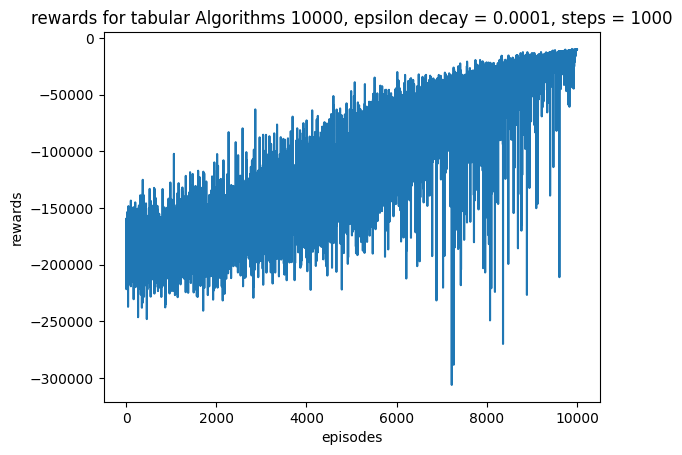 rewards for tabular Algorithms 10000, epsilon decay = 0.0001, steps = 1000
0
−50000
−100000
−150000
−200000
−250000
−300000
rewards
0 2000 4000 6000 8000 10000
episodes